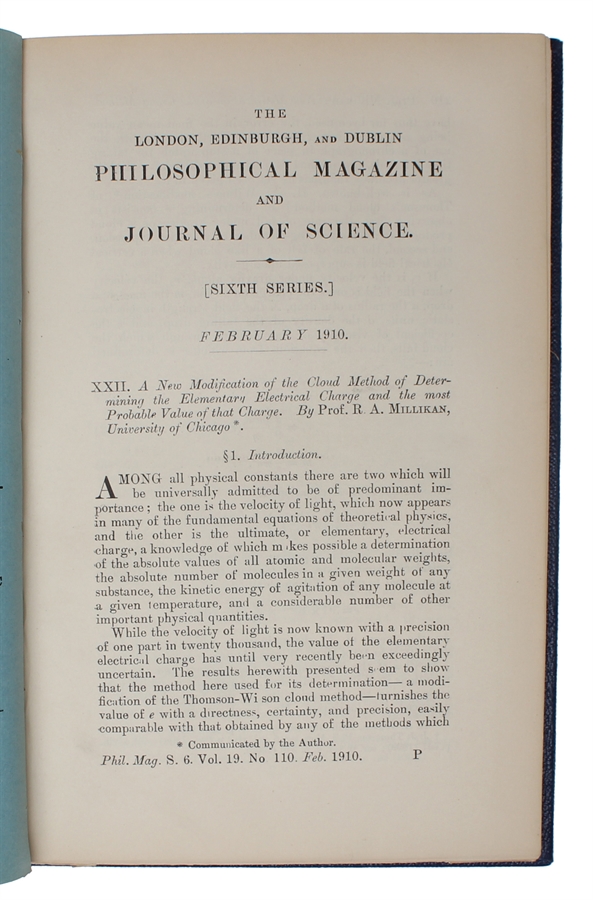 THE
LONDON, EDINBURGH, AND DUBLIN
PHILOSOPHICAL MAGAZINE
AND
JOURNAL OF SCIENCE.
[SIXTH SERIES.]
FEBRUARY 1910.
XXII. A New Modification of the Cloud Method of Deter-
mining the Elementary Electrical Charge and the most
Probable Value of that Charge. By Prof. R. A. MILLIKAN,
University of Chicago*.
§ 1. Introduction.
AMONG all physical constants there are two which will
be universally admitted to be of predominant im-
portance; the one is the velocity of light, which now appears
in many of the fundamental equations of theoretical physics,
and the other is the ultimate, or elementary, electrical
charge, a knowledge of which makes possible a determination
of the absolute values of all atomic and molecular weights,
the absolute number of molecules in a given weight of any
substance, the kinetic energy of agitation of any molecule at
a given temperature, and a considerable number of other
important physical quantities.
While the velocity of light is now known with a precision
of one part in twenty thousand, the value of the elementary
electrical charge has until very recently been exceedingly
uncertain. The results herewith presented seem to show
that the method here used for its determination—a modi-
fication of the Thomson-Wilson cloud method—furnishes the
value of e with a directness, certainty, and precision, easily
comparable with that obtained by any of the methods which
* Communicated by the Author.
Phil. Mag. S. 6. Vol. 19. No 110. Feb. 1910. P